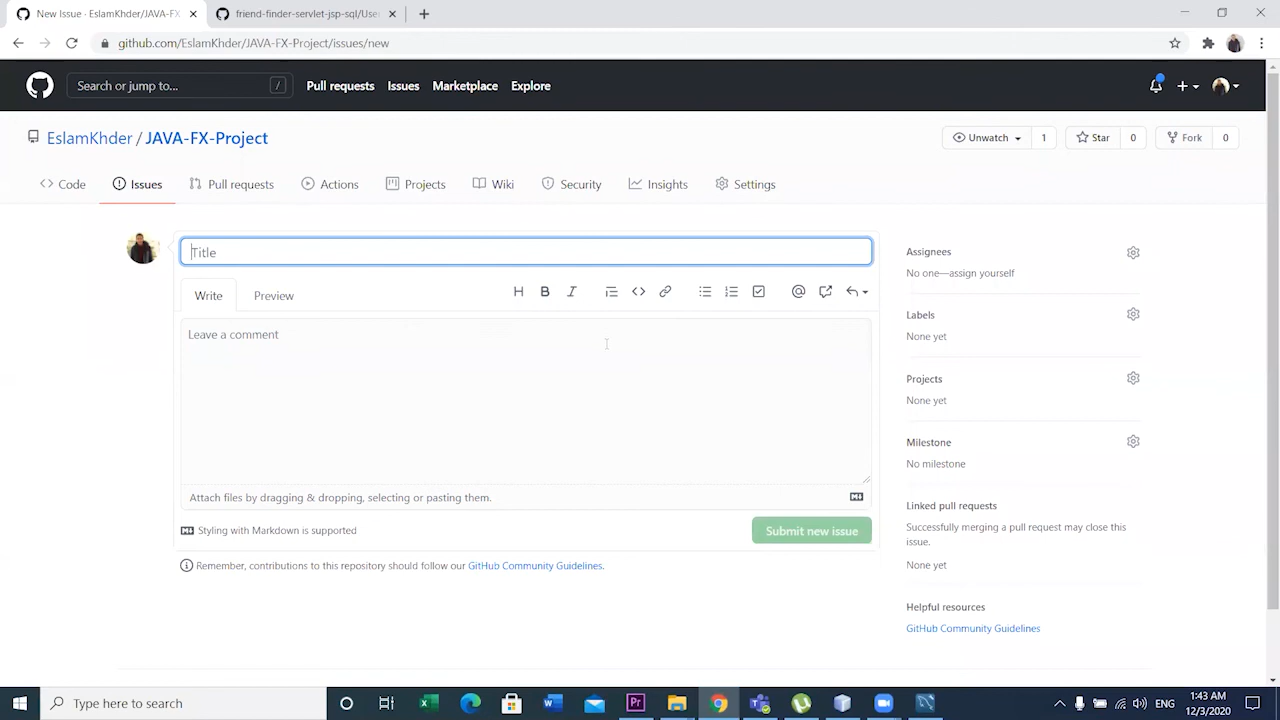 New Issue · EslamKhder/JAVA-FX
friend-finder-servlet-jsp-sql/Use
github.com/EslamKhder/JAVA-FX-Project/issues/new
Search or jump to...
/
Pull requests
Issues
Marketplace
Explore
EslamKhder / JAVA-FX-Project
Unwatch
1
Star
0
Fork
0
Code
Issues
Pull requests
Actions
Projects
Wiki
Security
Insights
Settings
Title
Write
Preview
Leave a comment
Attach files by dragging & dropping, selecting or pasting them.
Styling with Markdown is supported
Submit new issue
Remember, contributions to this repository should follow our GitHub Community Guidelines.
Assignees
No one—assign yourself
Labels
None yet
Projects
None yet
Milestone
No milestone
Linked pull requests
Successfully merging a pull request may close this
issue.
None yet
Helpful resources
GitHub Community Guidelines
Type here to search
Pr
ENG
1:43 AM
12/3/2020